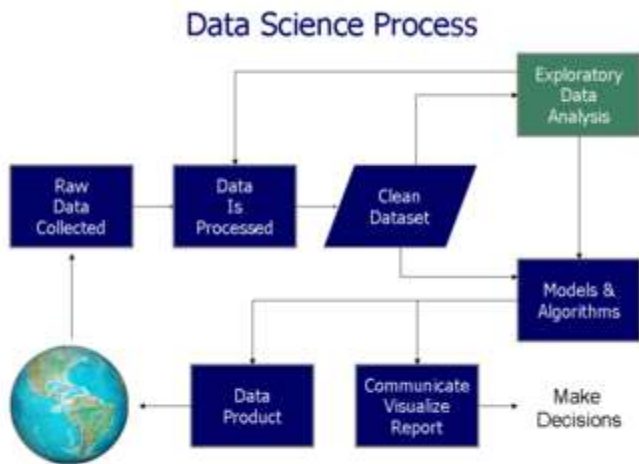 Data Science Process
Exploratory
Data
Analysis
Raw
Data
Collected
Data
Is
Processed
Clean
Dataset
Models &
Algorithms
Data
Product
Communicate
Visualize
Report
Make
Decisions